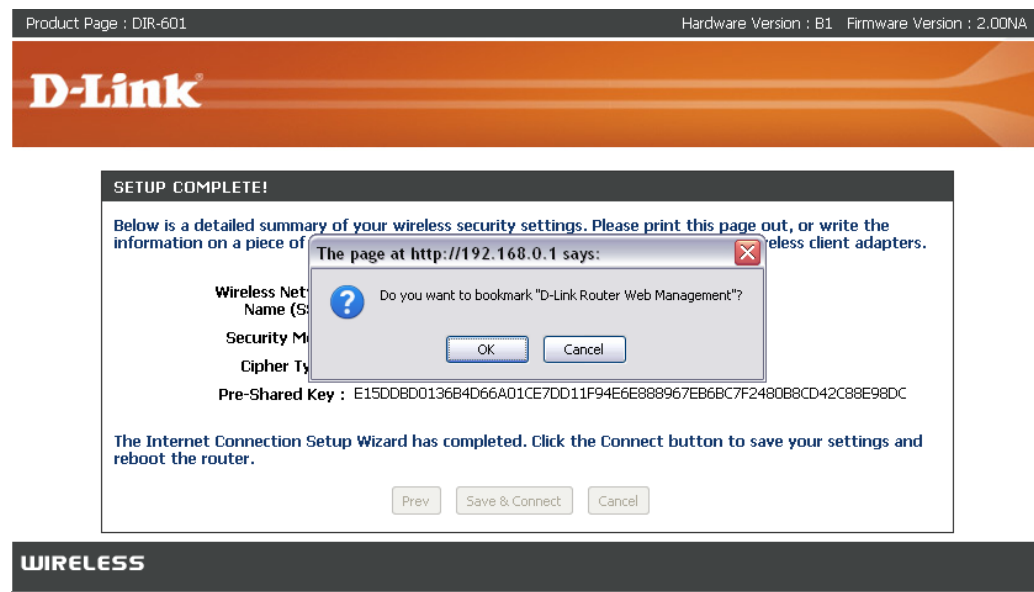 Product Page : DIR-601
Hardware Version : B1 Firmware Version : 2.00NA
D-Link®
SETUP COMPLETE!
Below is a detailed summary of your wireless security settings. Please print this page out, or write the
information on a piece of
reless client adapters.
The page at http://192.168.0.1 says:
Do you want to bookmark "D-Link Router Web Management"?
OK
Cancel
Wireless Net
Name (S
Security M
Cipher Ty
Pre-Shared Key : E15DDBD0136B4D66A01CE7DD11F94E6E888967EB6BC7F2480B8CD42C88E98DC
The Internet Connection Setup Wizard has completed. Click the Connect button to save your settings and
reboot the router.
Prev
Save & Connect
Cancel
WIRELESS